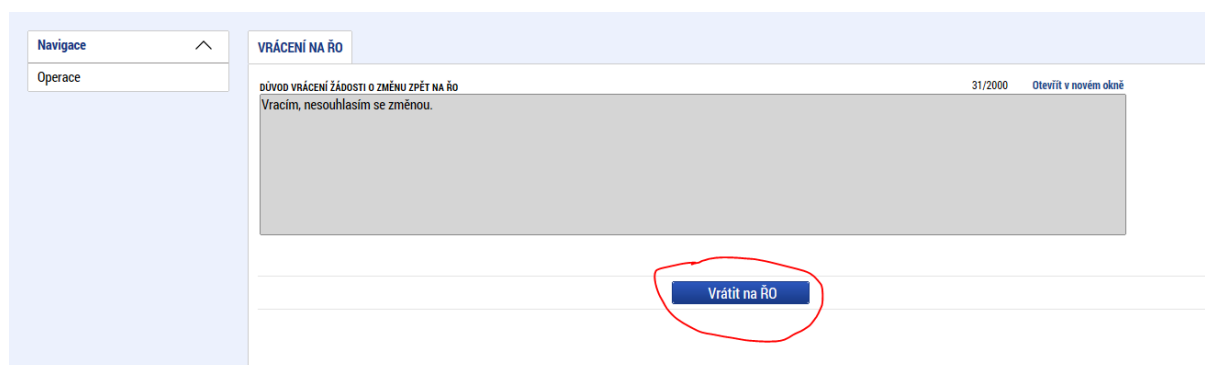 Navigace
VRÁCENÍ NA ŘO
Operace
DŮVOD VRÁCENÍ ŽÁDOSTI O ZMĚNU ZPĚT NA ŘO
31/2000
Otevřít v novém okně
Vracím, nesouhlasím se změnou.
Vrátit na ŘO